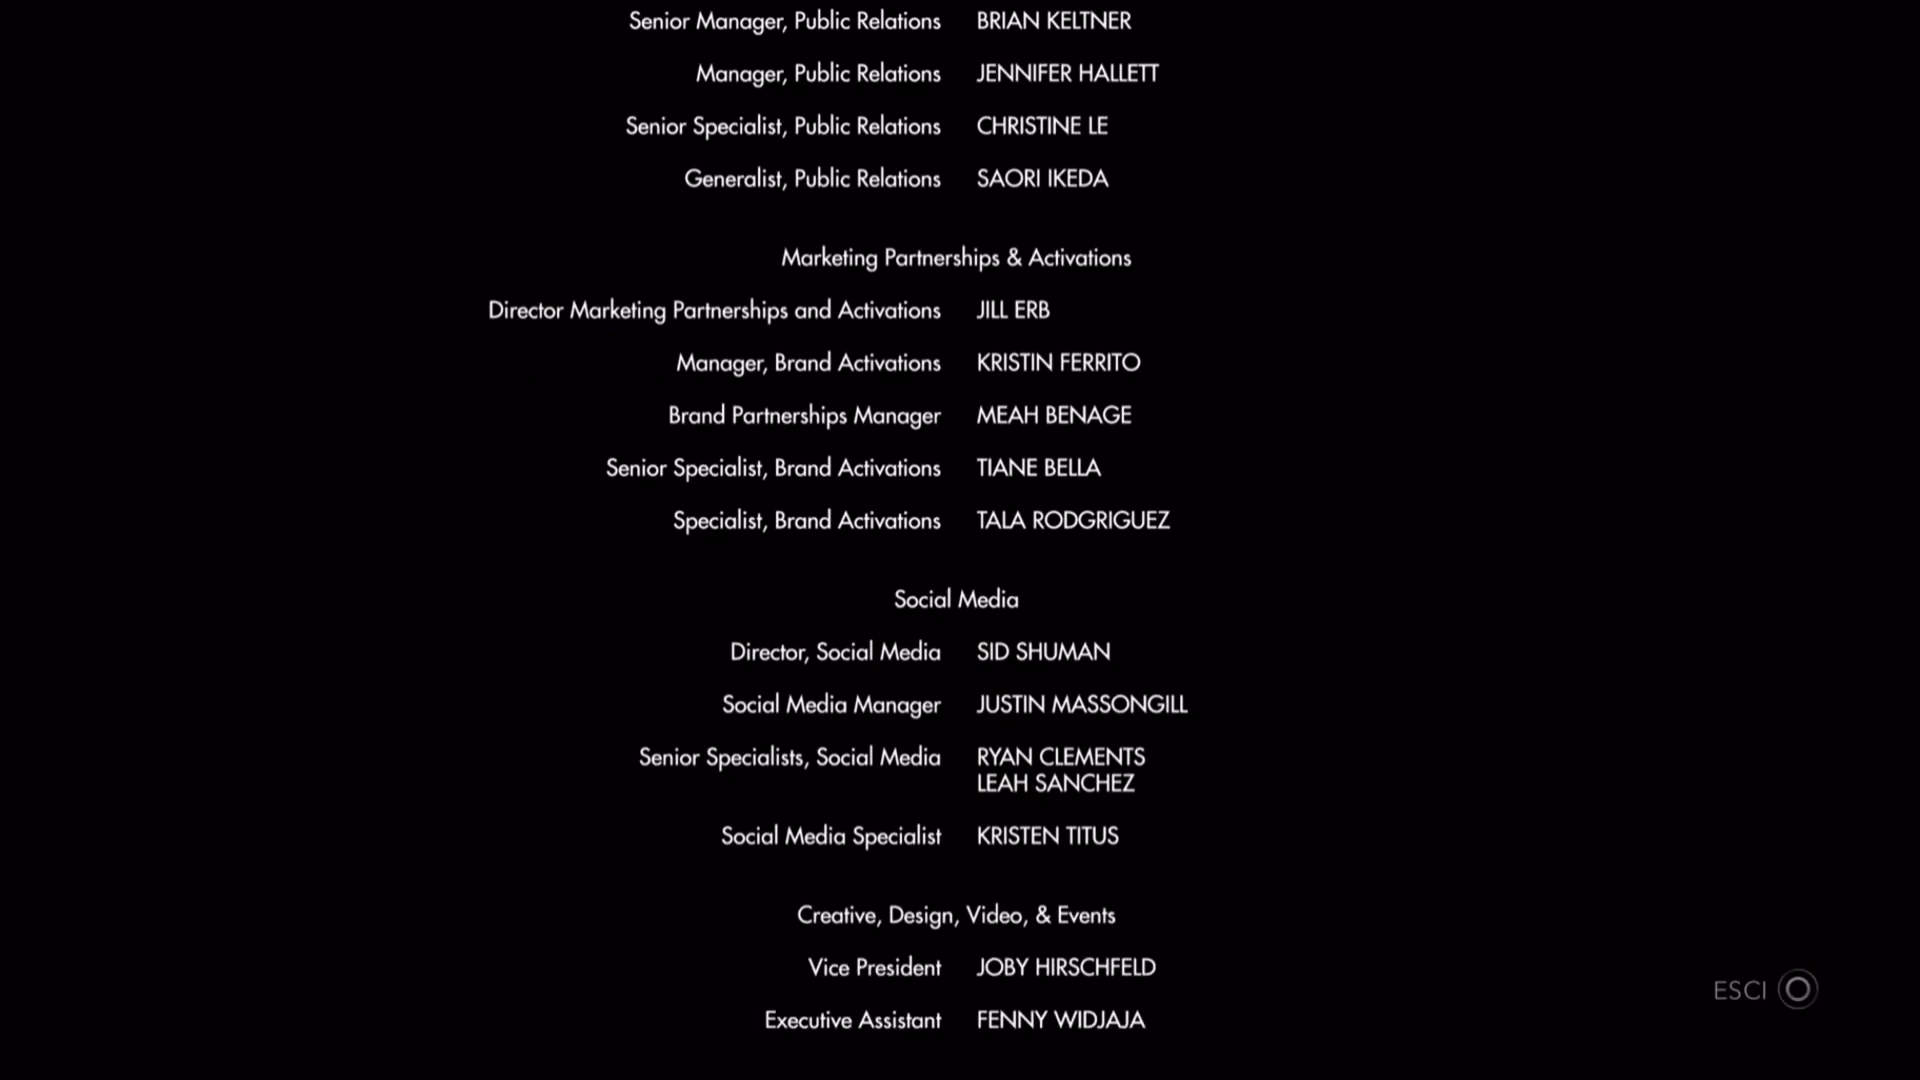 Senior Manager, Public Relations BRIAN KELTNER
Manager, Public Relations JENNIFER HALLETT
Senior Specialist, Public Relations CHRISTINE LE
Generalist, Public Relations SAORI IKEDA
Marketing Partnerships & Activations
Director Marketing Partnerships and Activations JILL ERB
Manager, Brand Activations KRISTIN FERRITO
Brand Partnerships Manager MEAH BENAGE
Senior Specialist, Brand Activations TIANE BELLA
Specialist, Brand Activations TALA RODGRIGUEZ
Social Media
Director, Social Media SID SHUMAN
Social Media Manager JUSTIN MASSONGILL
Senior Specialists, Social Media RYAN CLEMENTS
LEAH SANCHEZ
Social Media Specialist KRISTEN TITUS
Creative, Design, Video, & Events
Vice President JOBY HIRSCHFELD
ESCI
Executive Assistant FENNY WIDJAJA